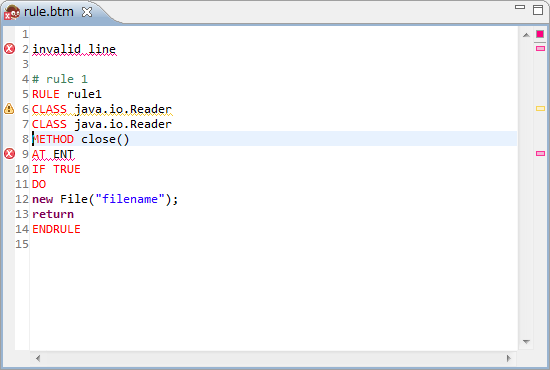 rule.btm
1
2 invalid line
3
4 # rule 1
5 RULE rule1
6 CLASS java.io.Reader
7 CLASS java.io.Reader
8 METHOD close()
9 AT ENT
10 IF TRUE
11 DO
12 new File("filename");
13 return
14 ENDRULE
15